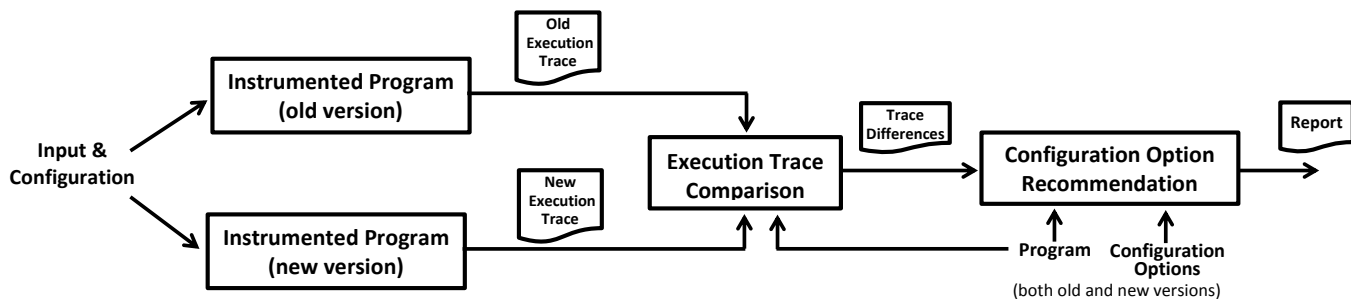 Input &
Configuration
Instrumented Program
(old version)
Instrumented Program
(new version)
Old
Execution
Trace
New
Execution
Trace
Execution Trace
Comparison
Trace
Differences
Configuration Option
Recommendation
Report
Program
Configuration
Options
(both old and new versions)